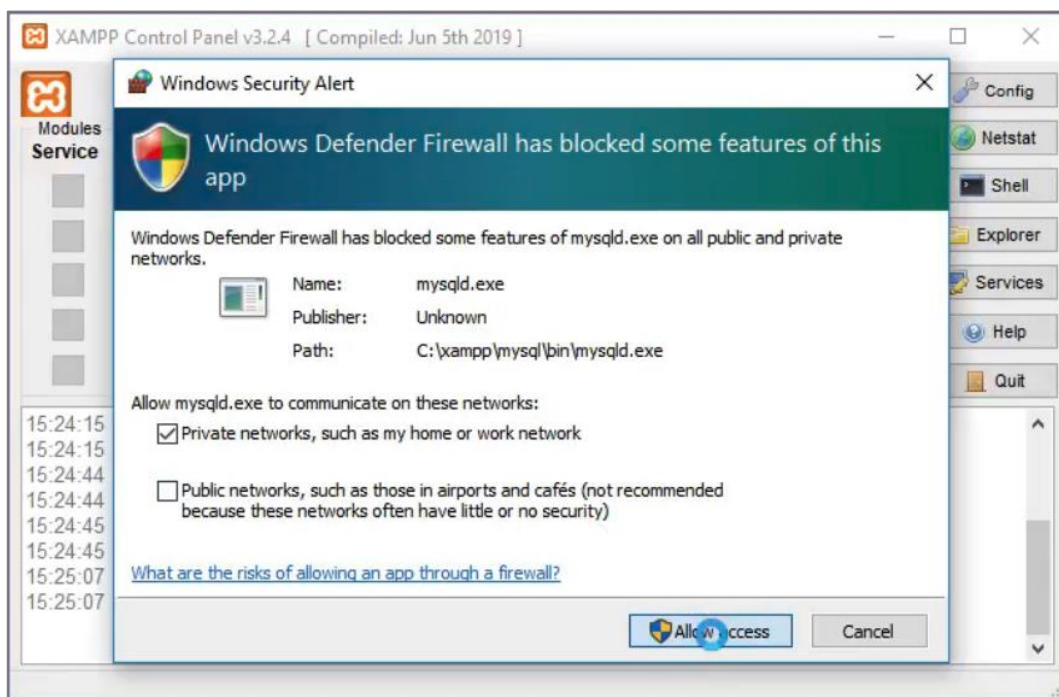 XAMPP Control Panel v3.2.4 [ Compiled: Jun 5th 2019 ]
Windows Security Alert
Windows Defender Firewall has blocked some features of this
app
Windows Defender Firewall has blocked some features of mysqld.exe on all public and private
networks.
Name: mysqld.exe
Publisher: Unknown
Path: C:\xampp\mysql\bin\mysqld.exe
Allow mysqld.exe to communicate on these networks:
Private networks, such as my home or work network
Public networks, such as those in airports and cafés (not recommended
because these networks often have little or no security)
What are the risks of allowing an app through a firewall?
Allow access
Cancel
Modules
Service
Config
Netstat
Shell
Explorer
Services
Help
Quit
15:24:15
15:24:15
15:24:44
15:24:44
15:24:45
15:24:45
15:25:07
15:25:07